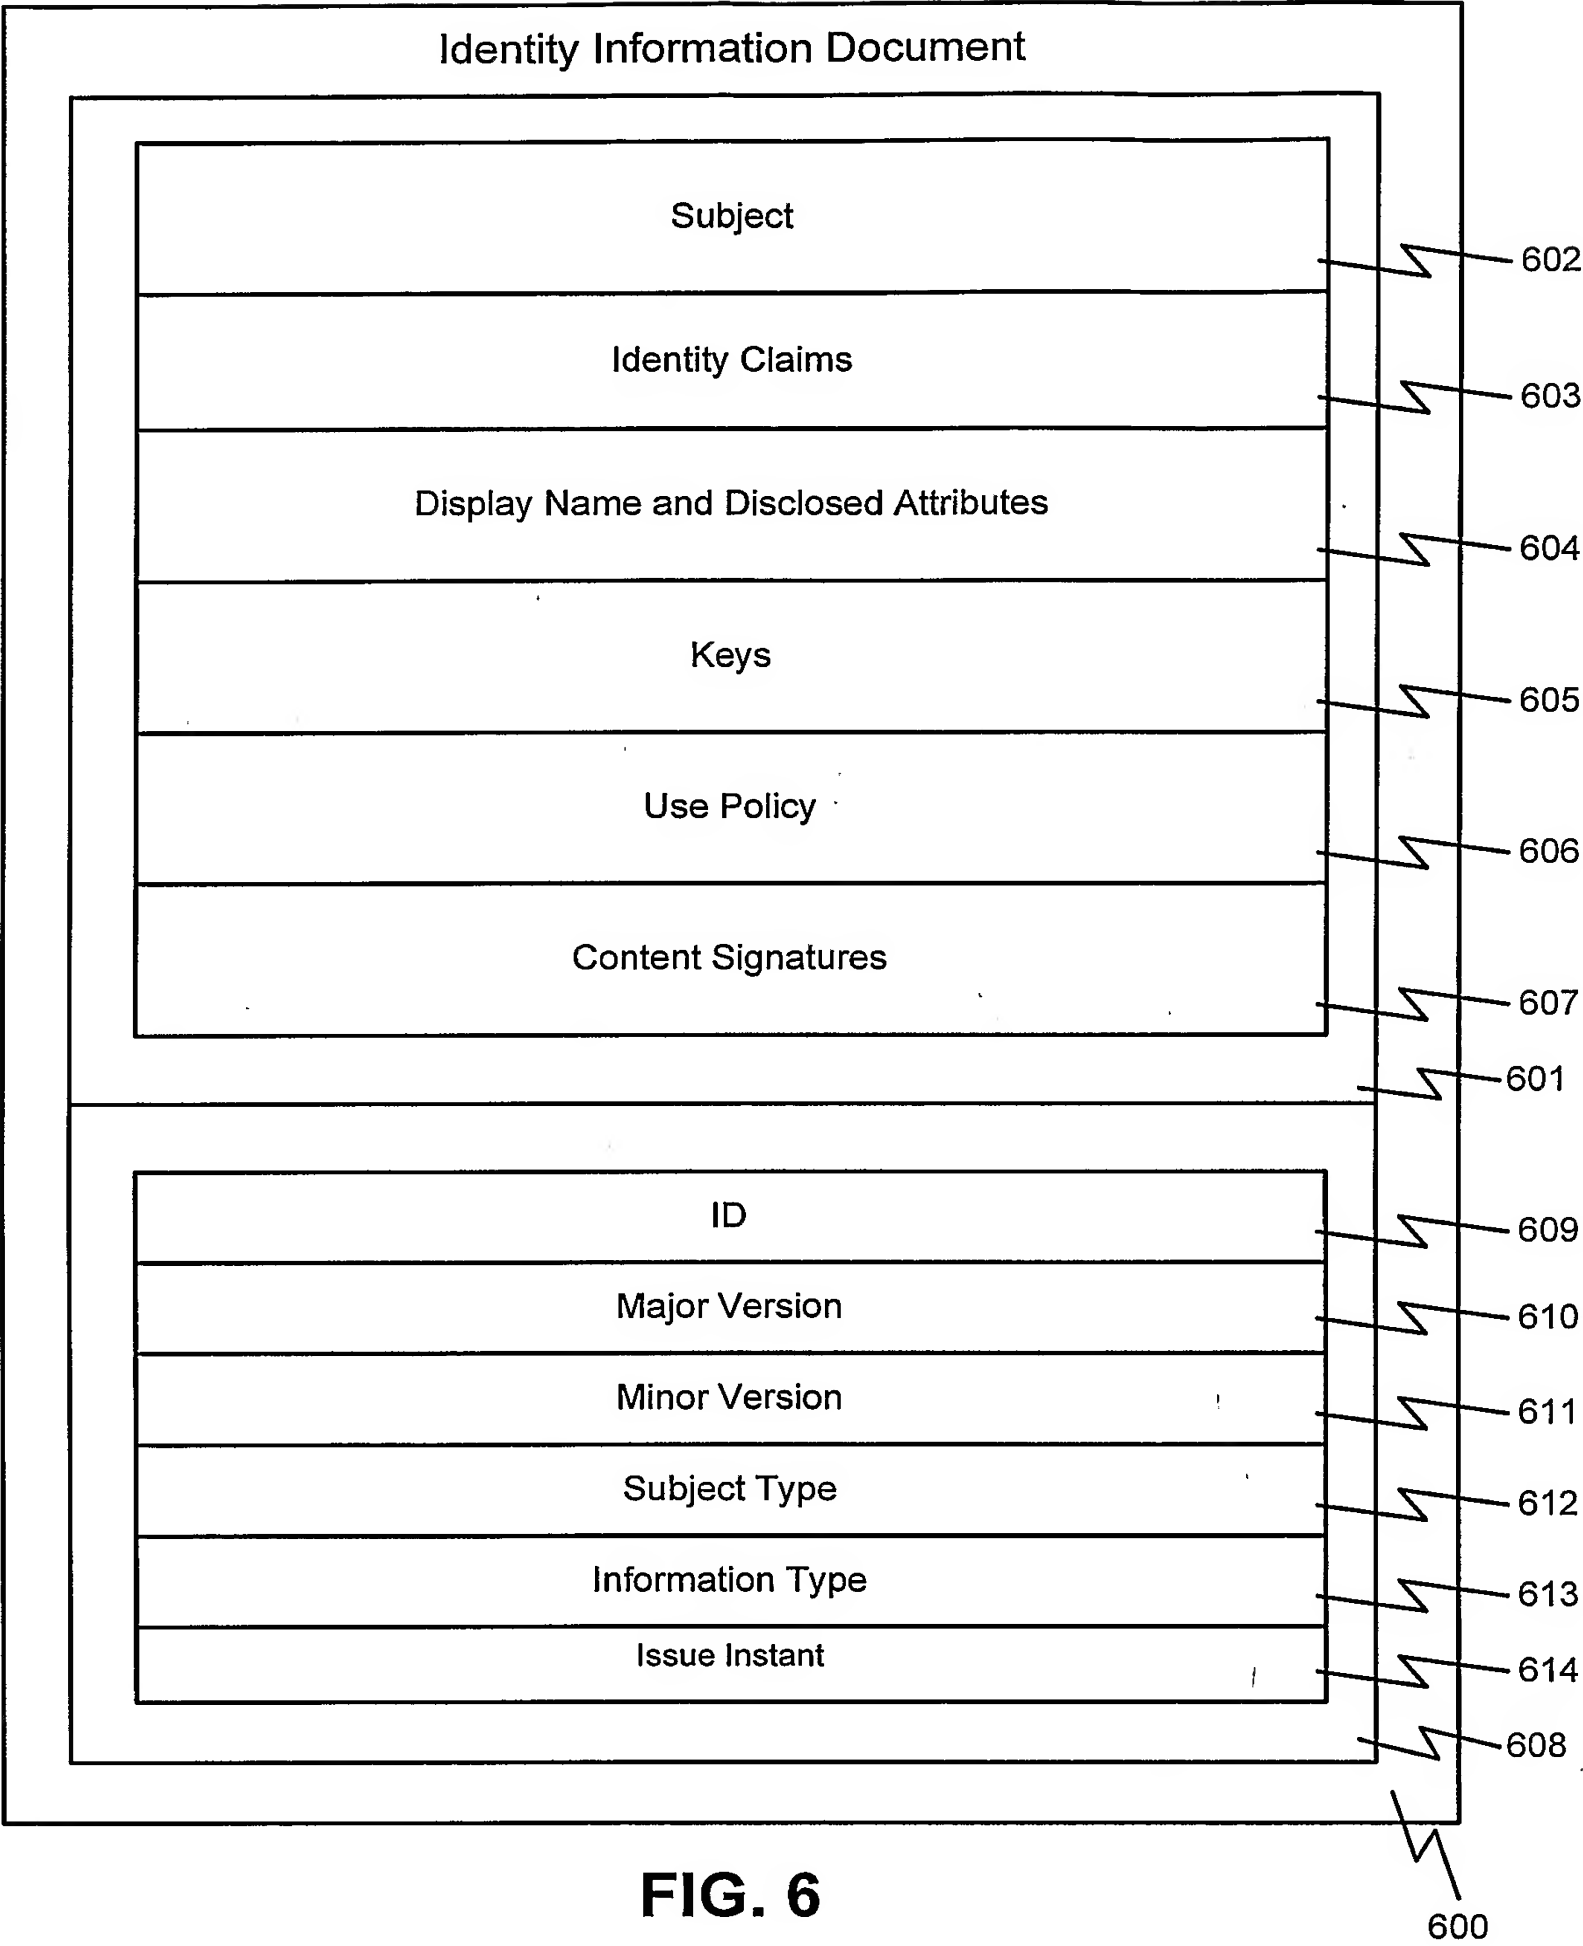 Identity Information Document
Subject
602
Identity Claims
603
Display Name and Disclosed Attributes
604
Keys
605
Use Policy
606
Content Signatures
607
601
ID
609
Major Version
610
Minor Version
611
Subject Type
612
Information Type
613
Issue Instant
614
608
FIG. 6
600